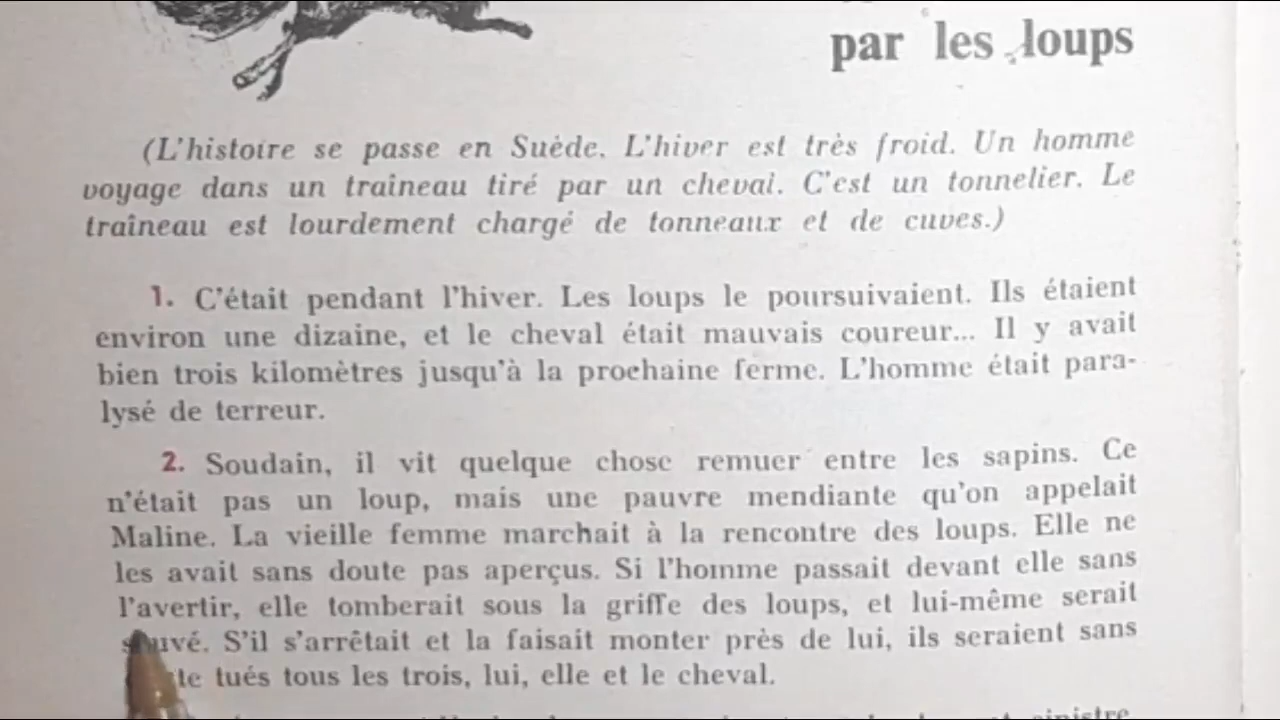 par les loups
(L'histoire se passe en Suède. L'hiver est très froid. Un homme
voyage dans un traîneau tiré par un cheval. C'est un tonnelier. Le
traîneau est lourdement chargé de tonneaux et de cuves.)
1. C'était pendant l'hiver. Les loups le poursuivaient. Ils étaient
environ une dizaine, et le cheval était mauvais coureur... Il y avait
bien trois kilomètres jusqu'à la prochaine ferme. L'homme était para-
lysé de terreur.
2. Soudain, il vit quelque chose remuer entre les sapins. Ce
n'était pas un loup, mais une pauvre mendiante qu'on appelait
Maline. La vieille femme marchait à la rencontre des loups. Elle ne
les avait sans doute pas aperçus. Si l'homme passait devant elle sans
l'avertir, elle tomberait sous la griffe des loups, et lui-même serait
sauvé. S'il s'arrêtait et la faisait monter près de lui, ils seraient sans
te tués tous les trois, lui, elle et le cheval.
sinistre